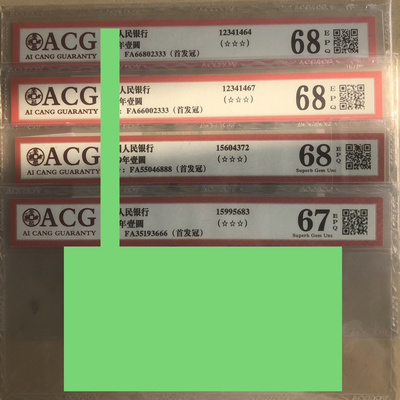 ACG
AI CANG GUARANTY
人民银行
年壹圆
FA66802333（首发冠）
12341464
(☆☆☆)
68
EPQ
ACG
AI CANG GUARANTY
人民银行
年壹圆
FA66002333（首发冠）
12341467
(☆☆☆)
68
EPQ
ACG
AI CANG GUARANTY
人民银行
年壹圆
FA55046888（首发冠）
15604372
(☆☆☆)
68
EPQ
Superb Gem Unc
ACG
AI CANG GUARANTY
人民银行
年壹圆
FA35193666（首发冠）
15995683
(☆☆☆)
67
EPQ
Superb Gem Unc